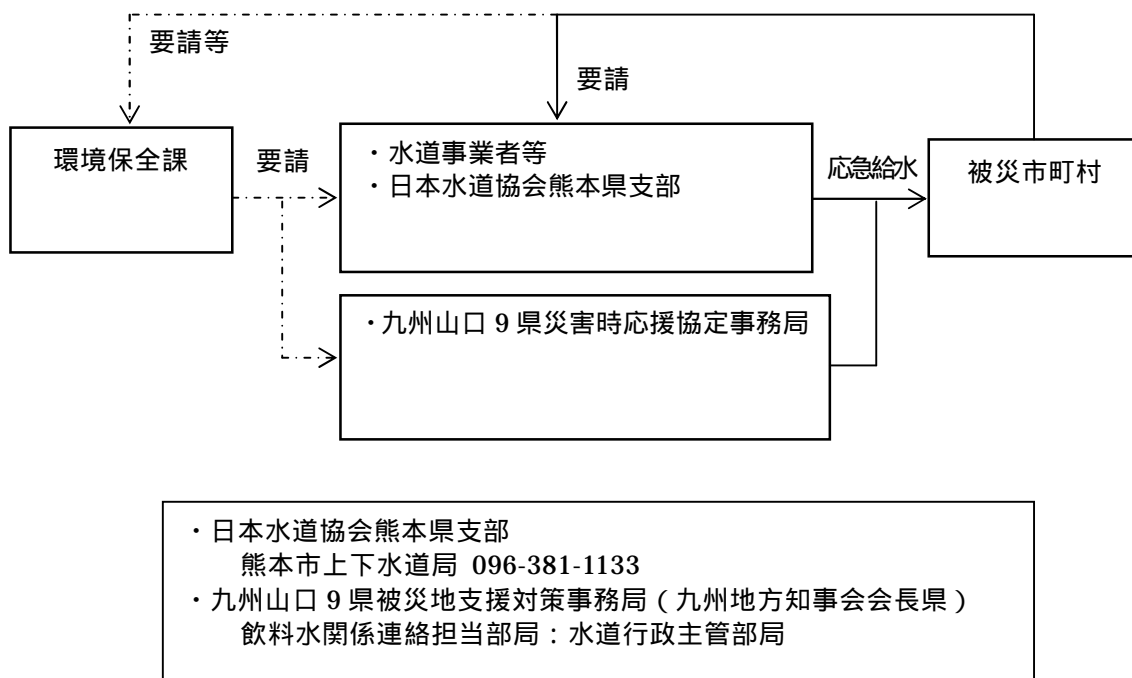 要請等
要請
環境保全課
要請
・水道事業者等
・日本水道協会熊本県支部
応急給水
被災市町村
・九州山口９県災害時応援協定事務局
・日本水道協会熊本県支部
熊本市上下水道局 096-381-1133
・九州山口９県被災地支援対策事務局（九州地方知事会会長県）
飲料水関係連絡担当部局：水道行政主管部局